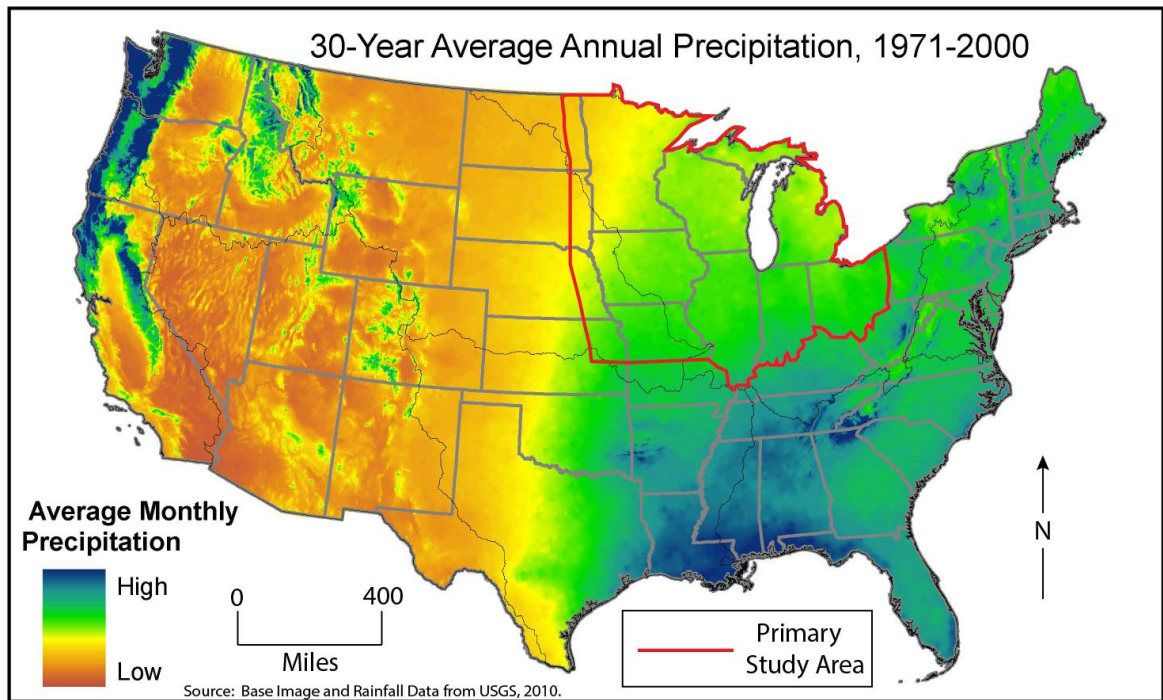 30-Year Average Annual Precipitation, 1971-2000
Average Monthly
Precipitation
High
Low
0 400
Miles
N
Primary
Study Area
Source: Base Image and Rainfall Data from USGS, 2010.